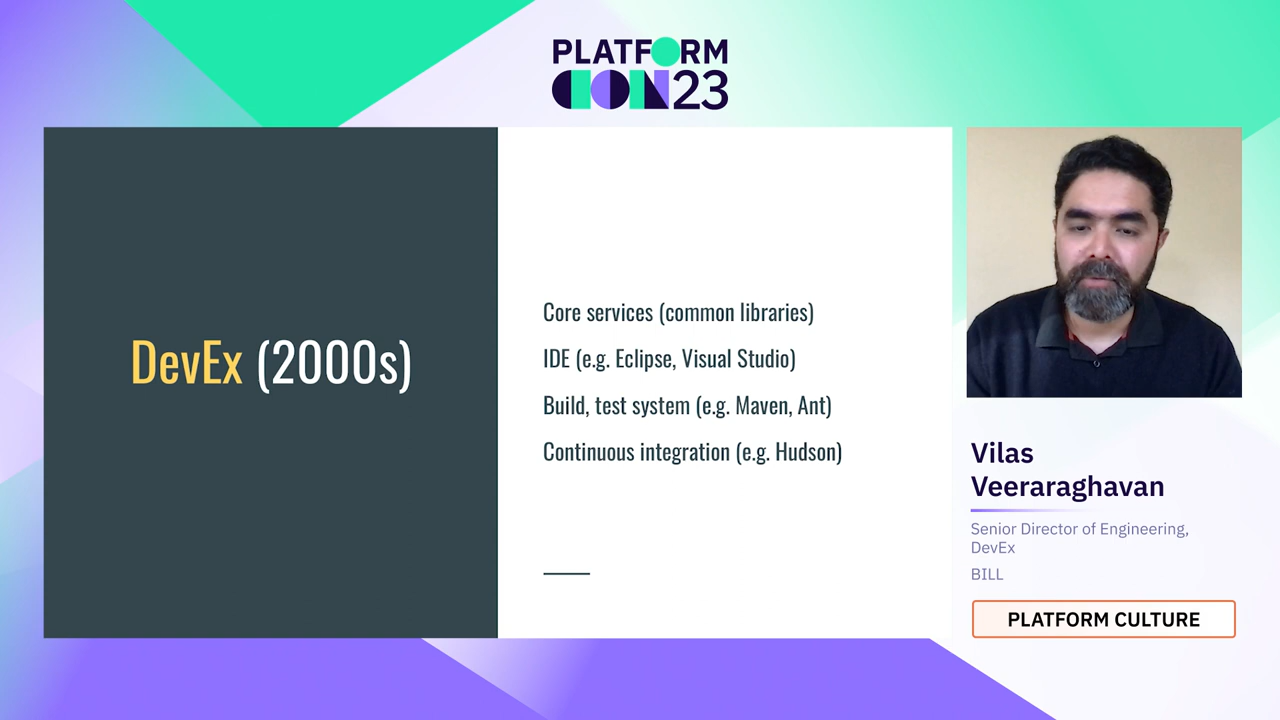 PLATFORM
CON23
DevEx (2000s)
Core services (common libraries)
IDE (e.g. Eclipse, Visual Studio)
Build, test system (e.g. Maven, Ant)
Continuous integration (e.g. Hudson)
Vilas
Veeraraghavan
Senior Director of Engineering,
DevEx
BILL
PLATFORM CULTURE